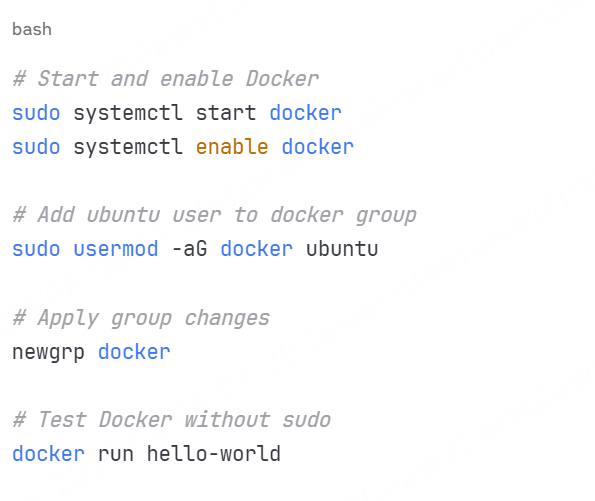 bash
# Start and enable Docker
sudo systemctl start docker
sudo systemctl enable docker
# Add ubuntu user to docker group
sudo usermod -aG docker ubuntu
# Apply group changes
newgrp docker
# Test Docker without sudo
docker run hello-world